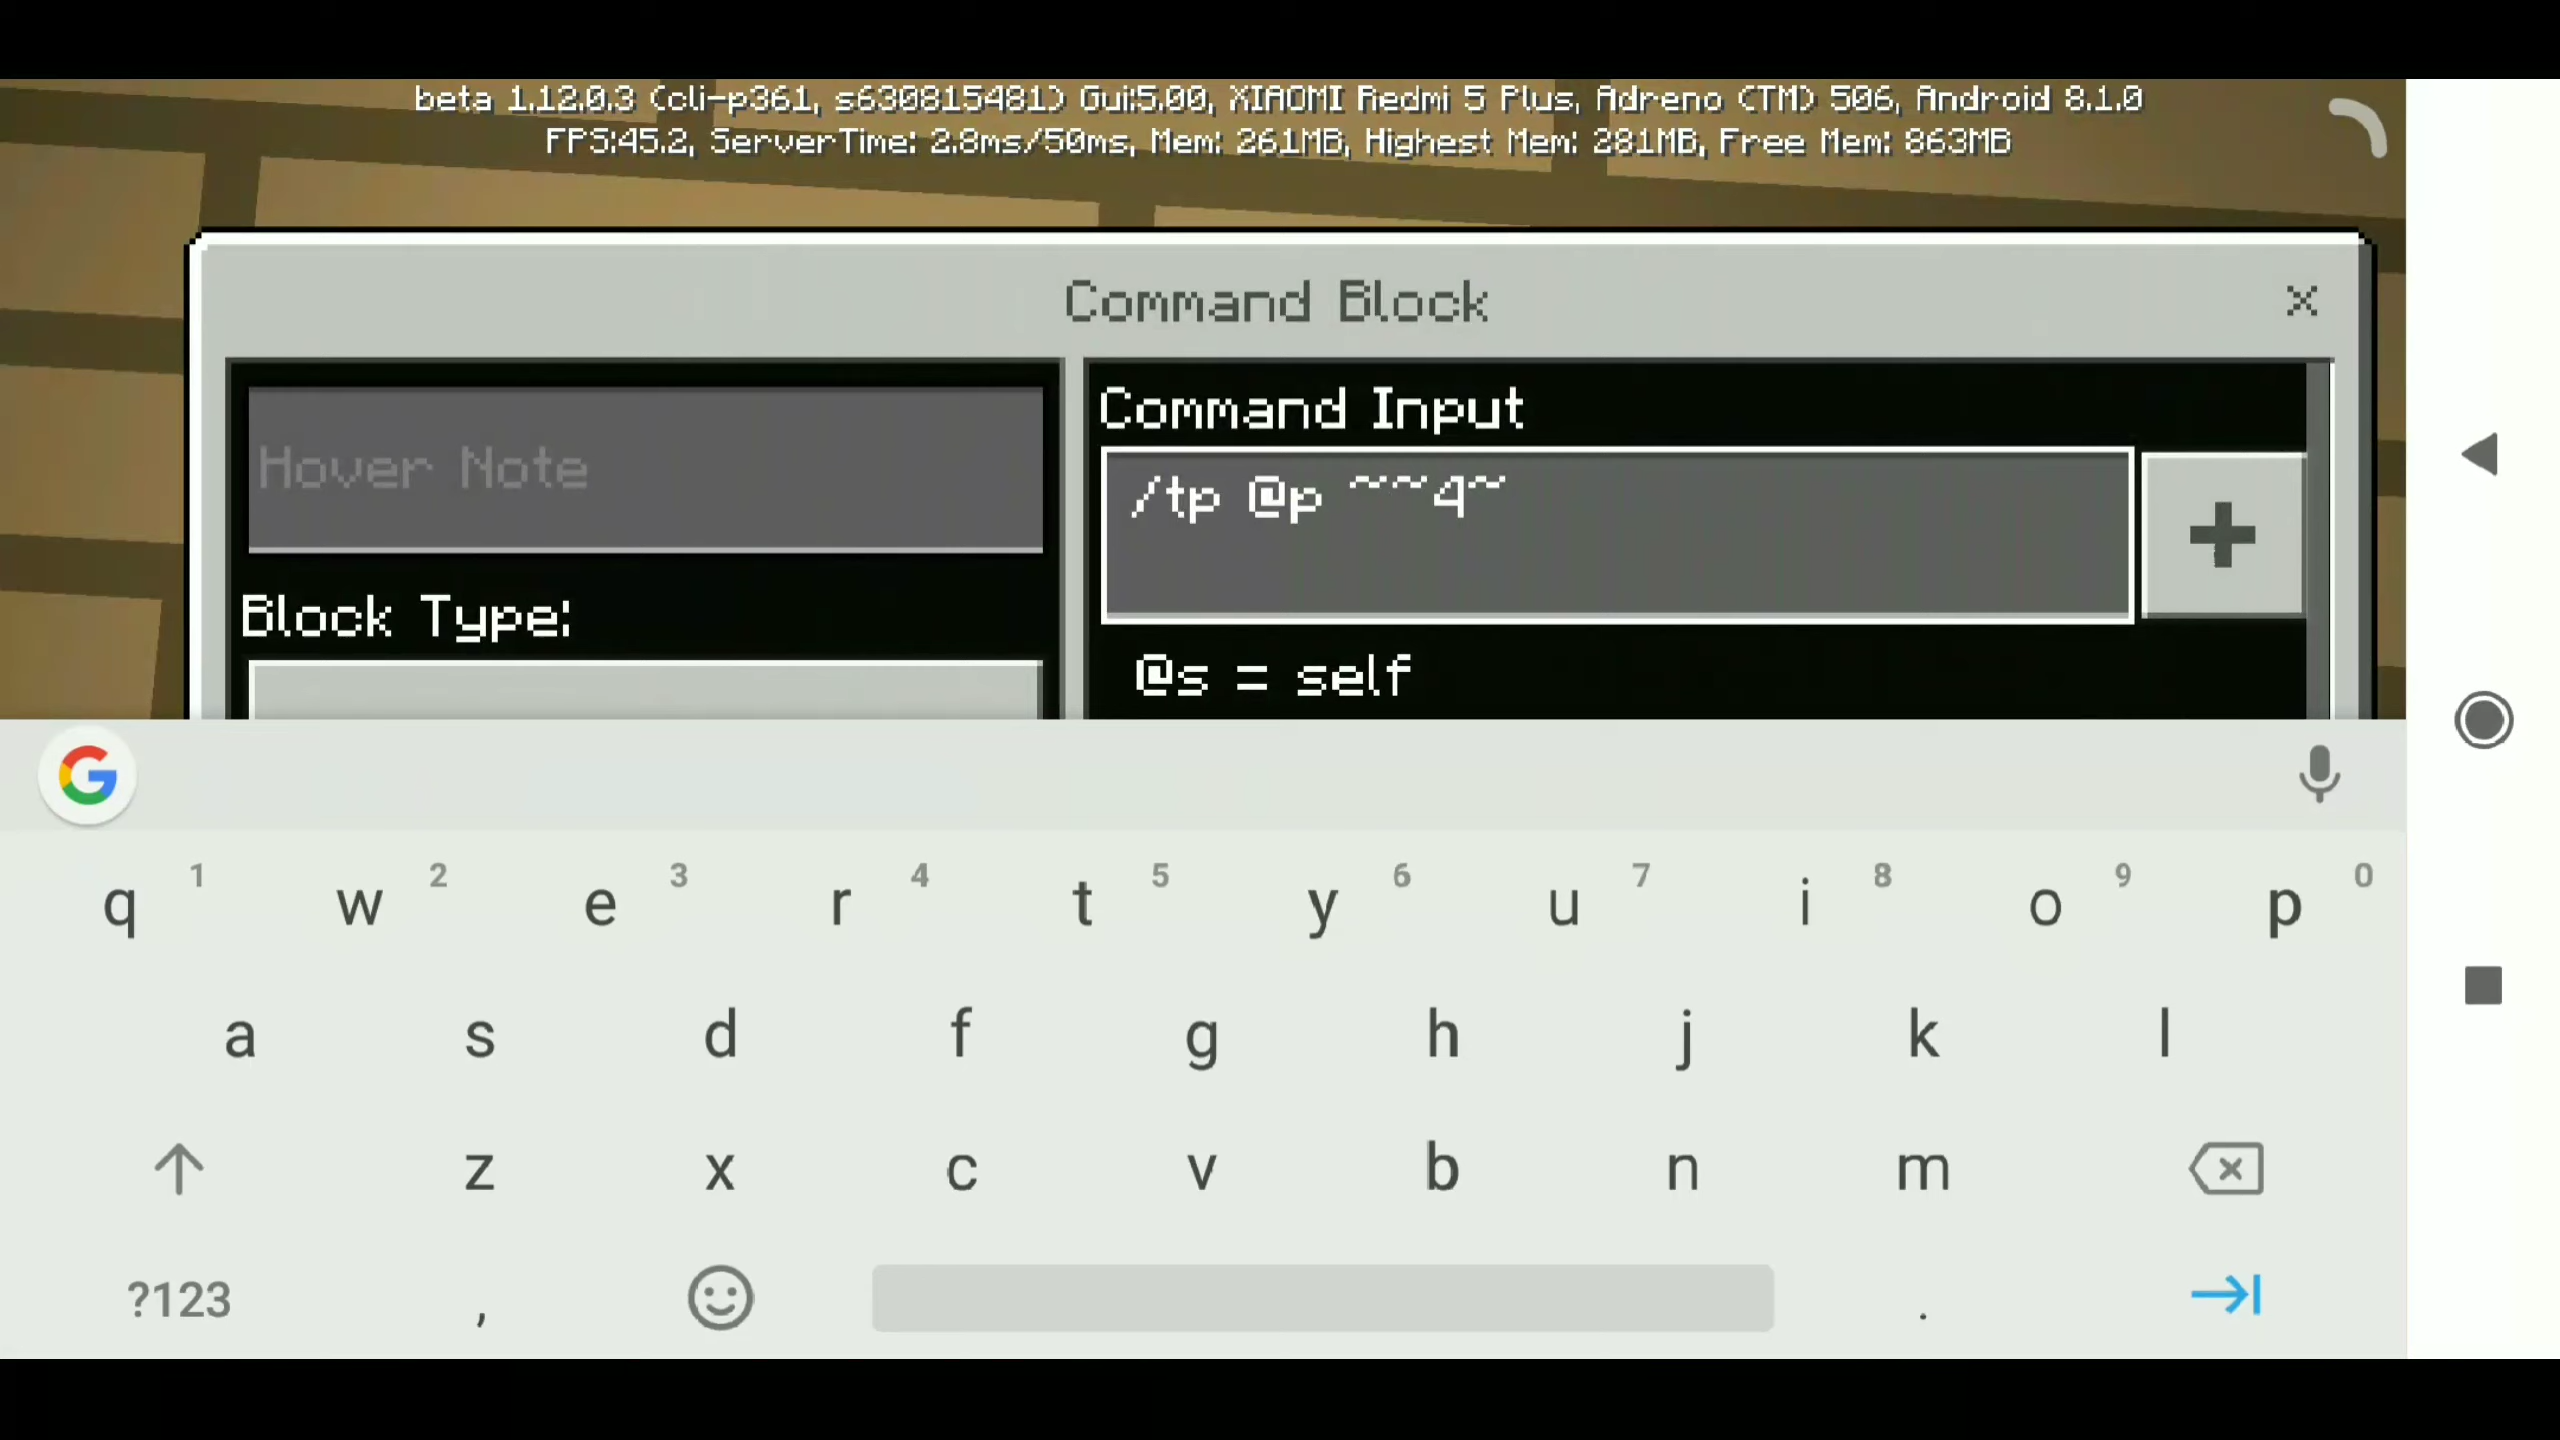 beta 1.12.0.3 (cli-p361, s630815481) Gui:5.00, XIAOMI Redmi 5 Plus, Adreno (TM) 506, Android 8.1.0
FPS:45.2, ServerTime: 2.8ms/50ms, Mem: 261MB, Highest Mem: 281MB, Free Mem: 863MB
Command Block
Hover Note
Block Type:
Command Input
/tp @p ~~4~
@s = self
G
1 2 3 4 5 6 7 8 9 0
q w e r t y u i o p
a s d f g h j k l
z x c v b n m
?123 , .